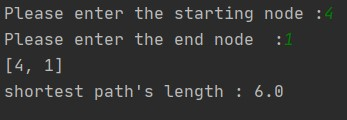 Please enter the starting node :4
Please enter the end node  :1
[4, 1]
shortest path's length : 6.0